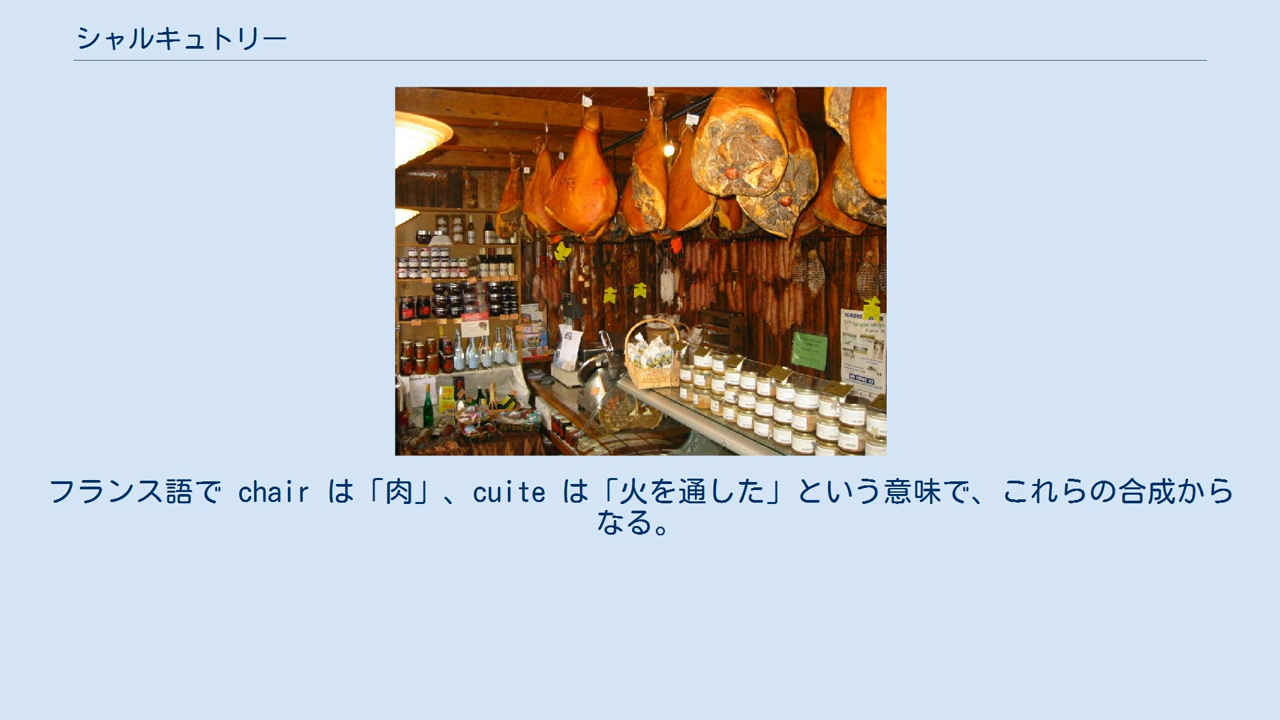 シャルキュトリー
フランス語で chair は「肉」、cuite は「火を通した」という意味で、これらの合成から
なる。